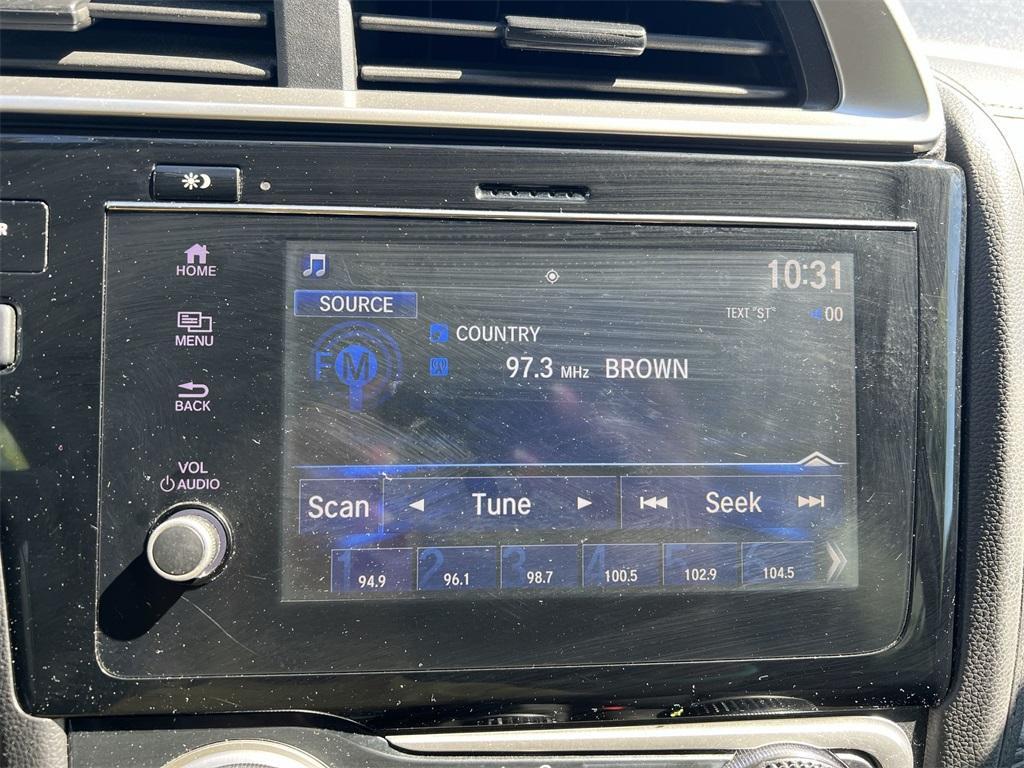 R
HOME
MENU
BACK
VOL
AUDIO
10:31
SOURCE
TEXT "ST"
00
FM
COUNTRY
97.3 MHz BROWN
Scan Tune Seek
1 94.9 2 96.1 3 98.7 4 100.5 5 102.9 6 104.5